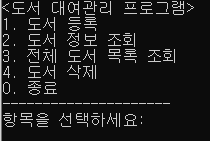 <도서 대여관리 프로그램>
1. 도서 등록
2. 도서 정보 조회
3. 전체 도서 목록 조회
4. 도서 삭제
0. 종료
---------------------
항목을 선택하세요: